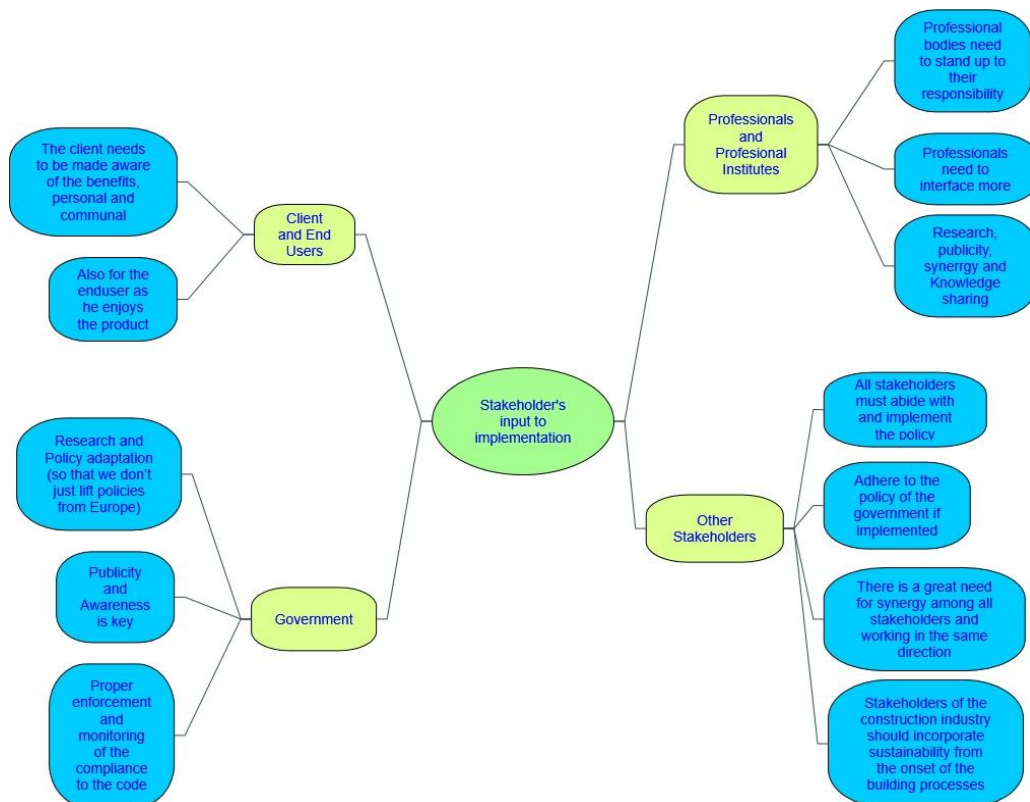 Professional
bodies need
to stand up to
their
responsibility
Professionals
and
Profesional
Institutes
Professionals
need to
interface more
Research,
publicity,
synerrgy and
Knowledge
sharing
The client needs
to be made aware
of the benefits,
personal and
communal
Client
and End
Users
Also for the
enduser as
he enjoys
the product
Stakeholder's
input to
implementation
All stakeholders
must abide with
and implement
the policy
Adhere to the
policy of the
government if
implemented
Other
Stakeholders
There is a great need
for synergy among all
stakeholders and
working in the same
direction
Stakeholders of the
construction industry
should incorporate
sustainability from
the onset of the
building processes
Research and
Policy adaptation
(so that we don't
just lift policies
from Europe)
Publicity
and
Awareness
is key
Government
Proper
enforcement
and
monitoring
of the
compliance
to the code